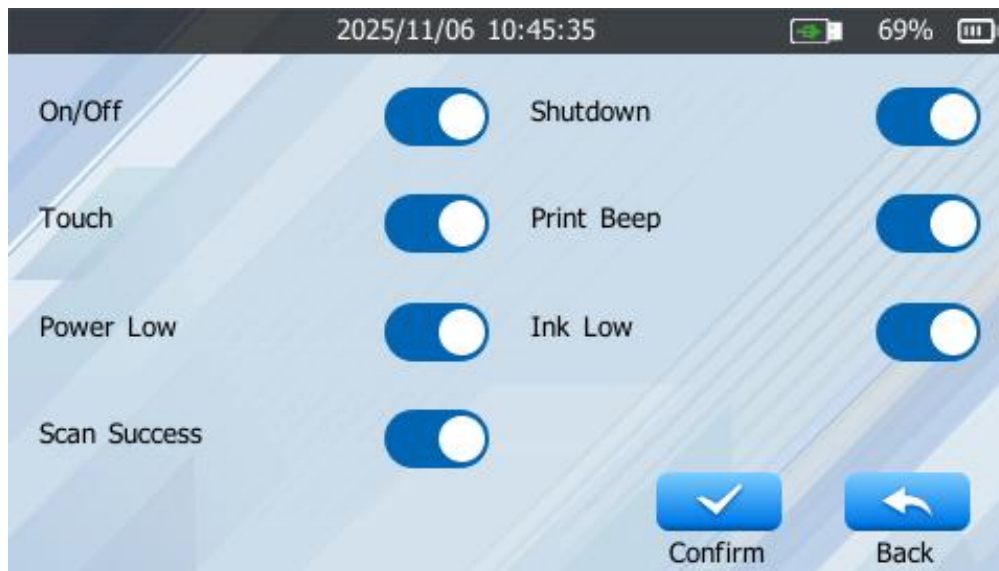 2025/11/06 10:45:35 69%
On/Off Shutdown
Touch Print Beep
Power Low Ink Low
Scan Success
Confirm Back